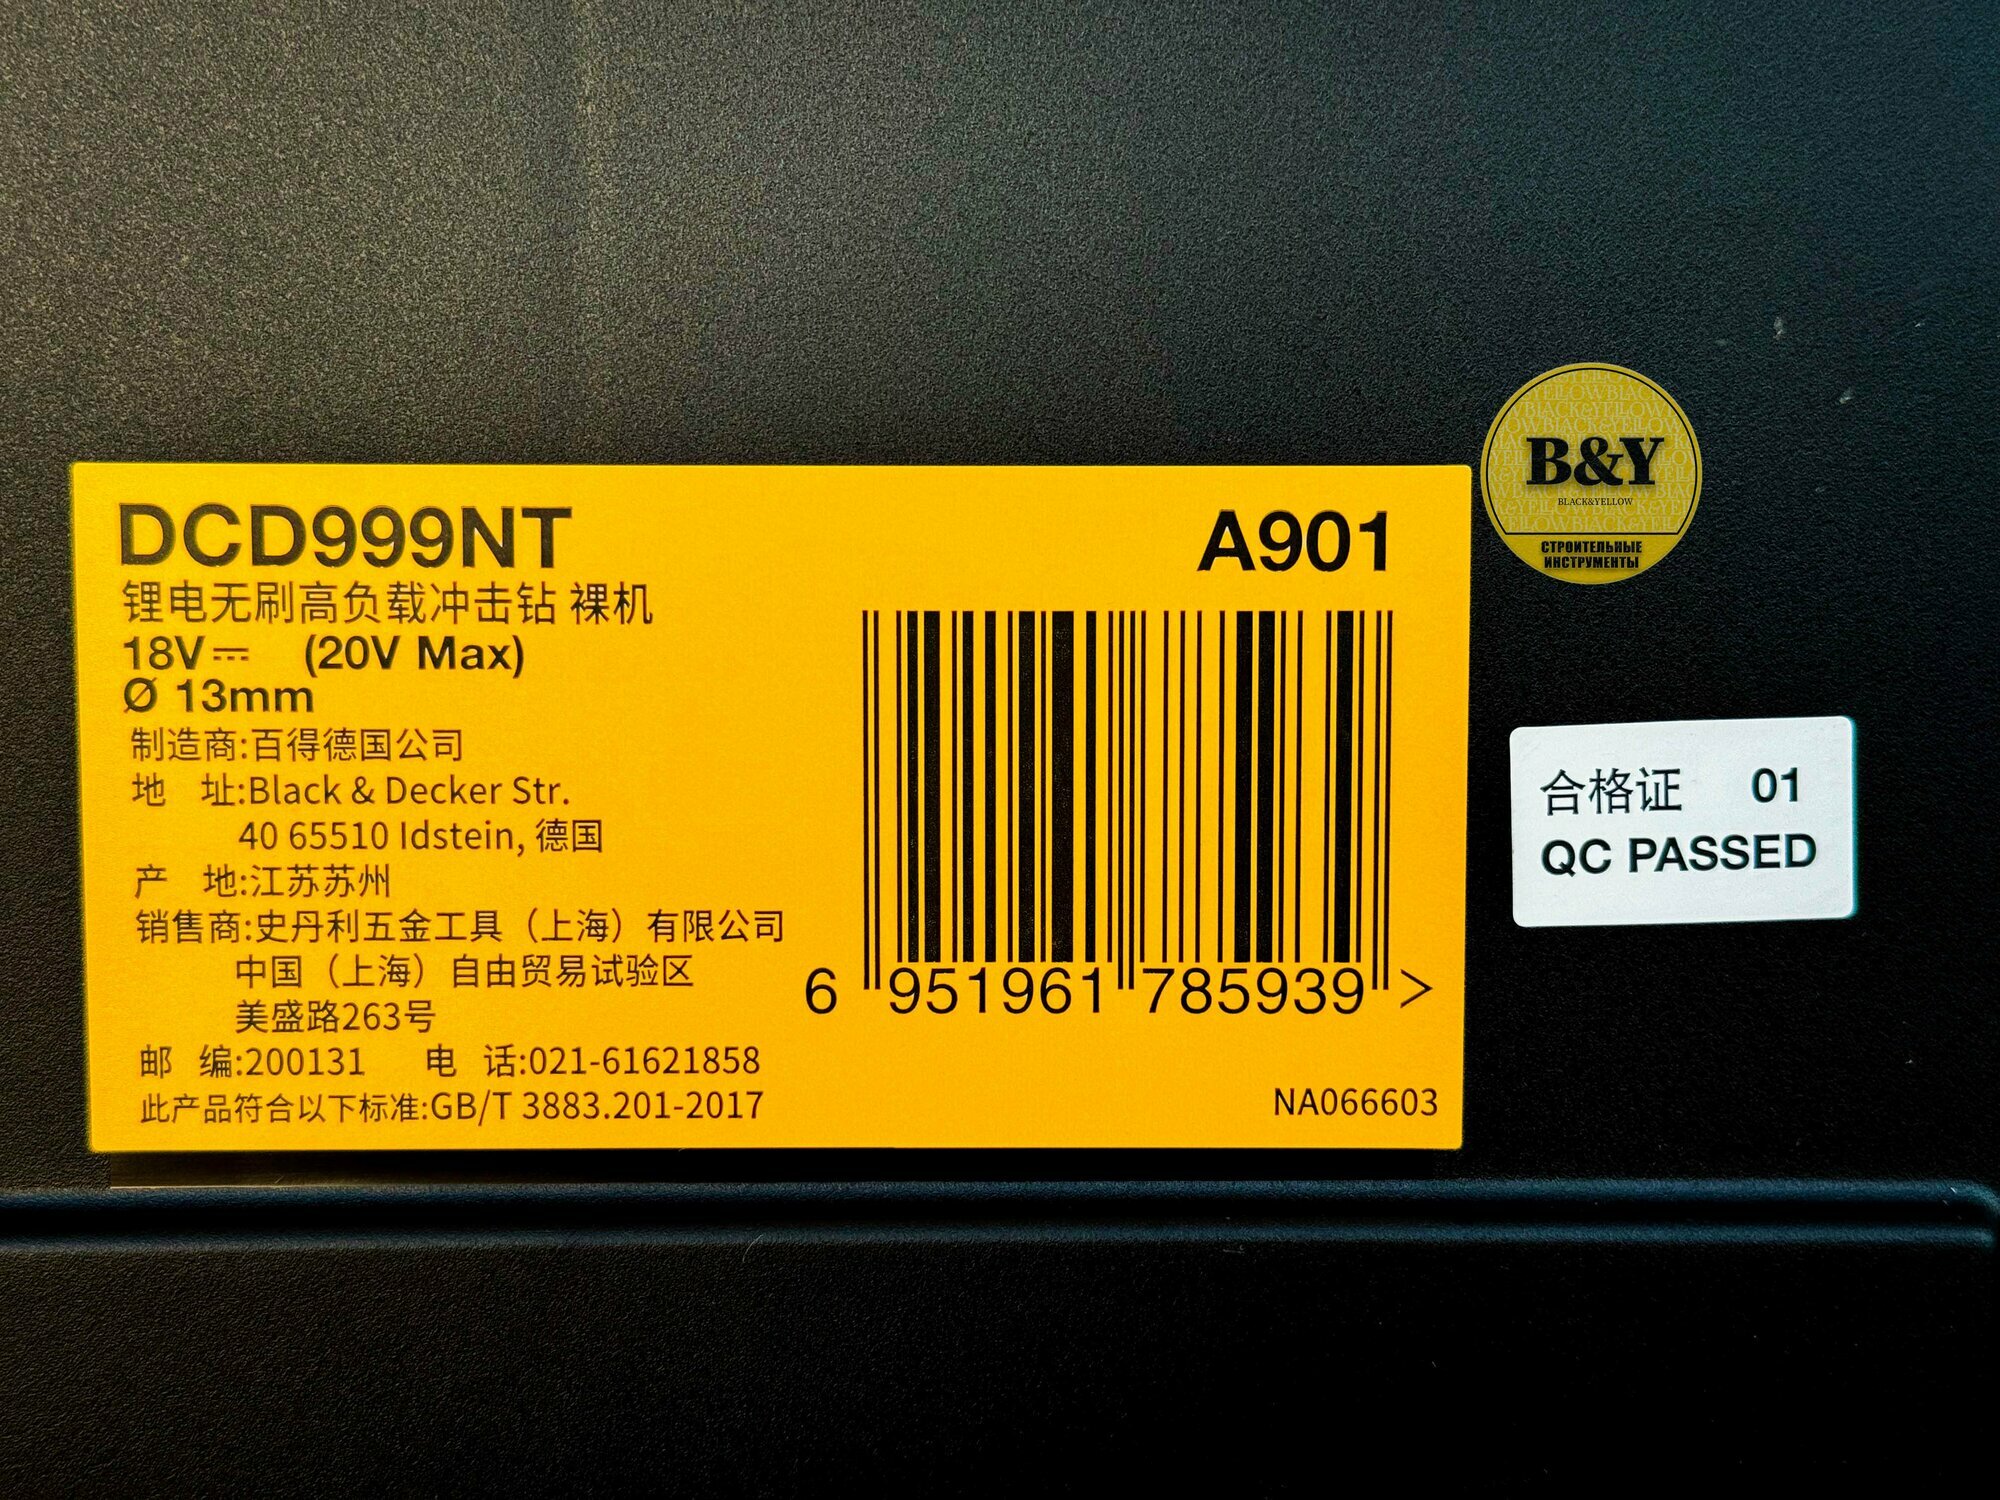 DCD999NT
A901
锂电无刷高负载冲击钻 裸机
18V⎓ (20V Max)
Ø 13mm
制造商:百得德国公司
地 址:Black & Decker Str.
40 65510 Idstein, 德国
产 地:江苏苏州
销售商:史丹利五金工具（上海）有限公司
中国（上海）自由贸易试验区
美盛路263号
邮 编:200131 电 话:021-61621858
此产品符合以下标准:GB/T 3883.201-2017
6 951961 785939 >
NA066603
B&Y
BLACK&YELLOW
СТРОИТЕЛЬНЫЕ
ИНСТРУМЕНТЫ
合格证 01
QC PASSED